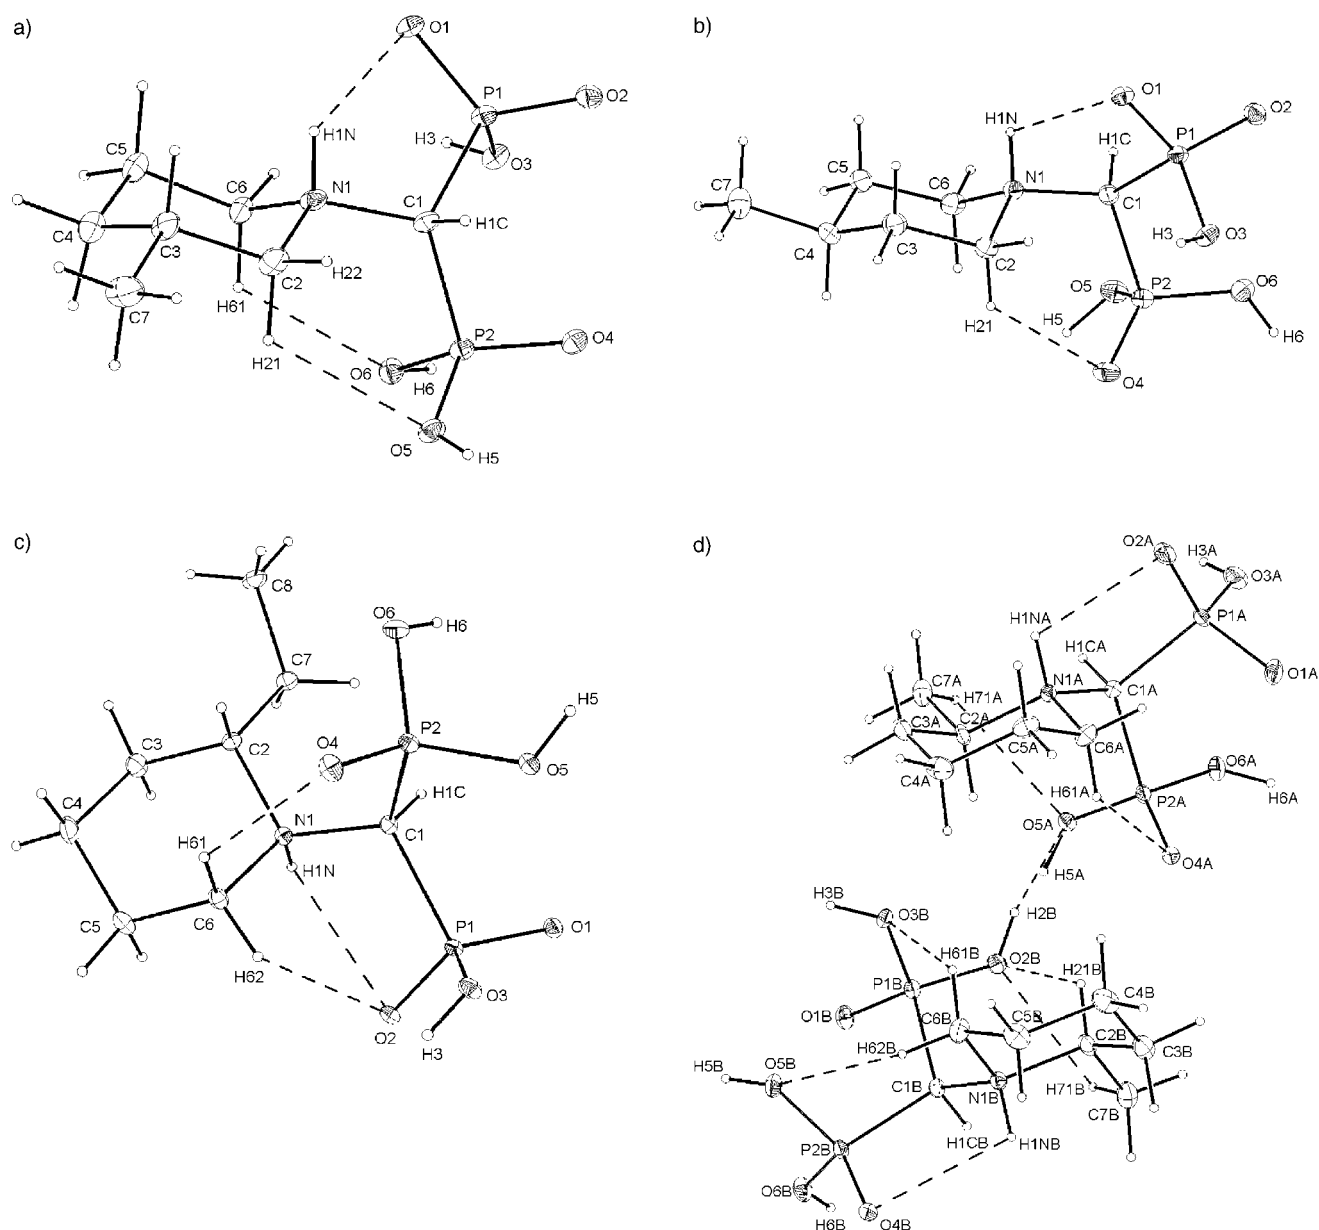 a)
O1
P1
O2
H1N
H3
O3
C5
C6
N1
C4
C3
C1
H1C
C2
H22
C7
H61
H21
P2
O4
O6
H6
O5
H5
b)
O1
O2
H1N
H1C
P1
C5
C7
C6
N1
C1
C4
C3
H3
O3
C2
O5
P2
O6
H21
H5
H6
O4
c)
C8
O6
H6
C7
H5
P2
C3
C2
O4
O5
C4
H1C
N1
H61
C1
H1N
C5
C6
P1
O1
H62
O3
O2
H3
d)
O2A
H3A
O3A
H1NA
P1A
H1CA
C7A
N1A
O1A
H71A
C1A
C3A
C2A
C5A
C6A
C4A
O6A
H61A
P2A
H6A
O5A
O4A
H5A
H3B
O3B
H2B
H61B
O2B
H21B
P1B
C4B
O1B
C6B
C5B
C2B
C3B
H62B
H5B
O5B
H71B
C1B
N1B
C7B
H1CB
H1NB
P2B
O6B
H6B
O4B